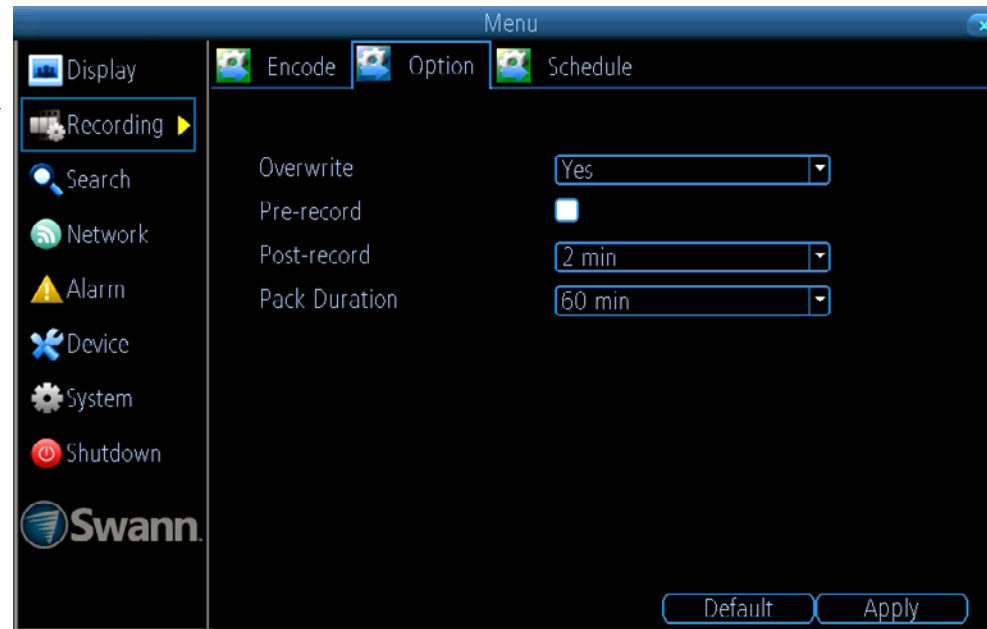 Menu
Display
Recording
Search
Network
Alarm
Device
System
Shutdown
Swann.
Encode Option Schedule
Overwrite Yes
Pre-record
Post-record 2 min
Pack Duration 60 min
Default Apply